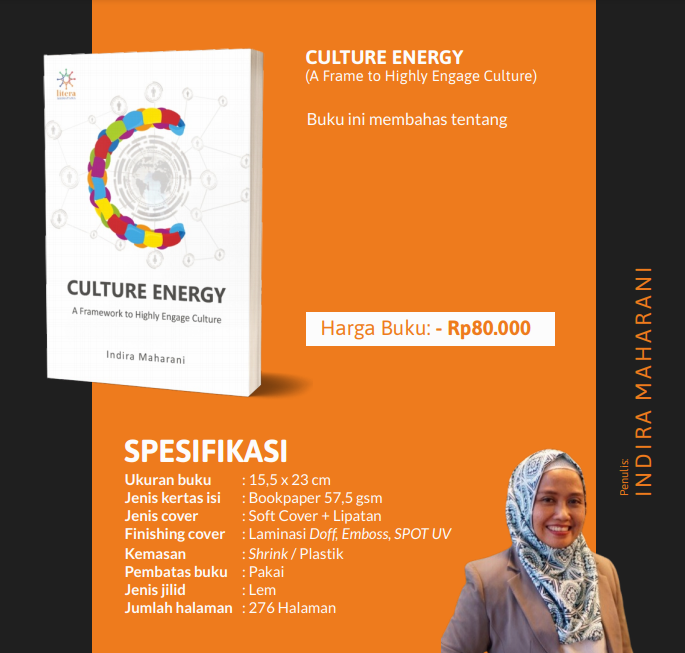 litera
CULTURE ENERGY
A Framework to Highly Engage Culture
Indira Maharani
CULTURE ENERGY
(A Frame to Highly Engage Culture)
Buku ini membahas tentang
Harga Buku: - Rp80.000
Penulis:
INDIRA MAHARANI
SPESIFIKASI
Ukuran buku : 15,5 x 23 cm
Jenis kertas isi : Bookpaper 57,5 gsm
Jenis cover : Soft Cover + Lipatan
Finishing cover : Laminasi Doff, Emboss, SPOT UV
Kemasan : Shrink / Plastik
Pembatas buku : Pakai
Jenis jilid : Lem
Jumlah halaman : 276 Halaman